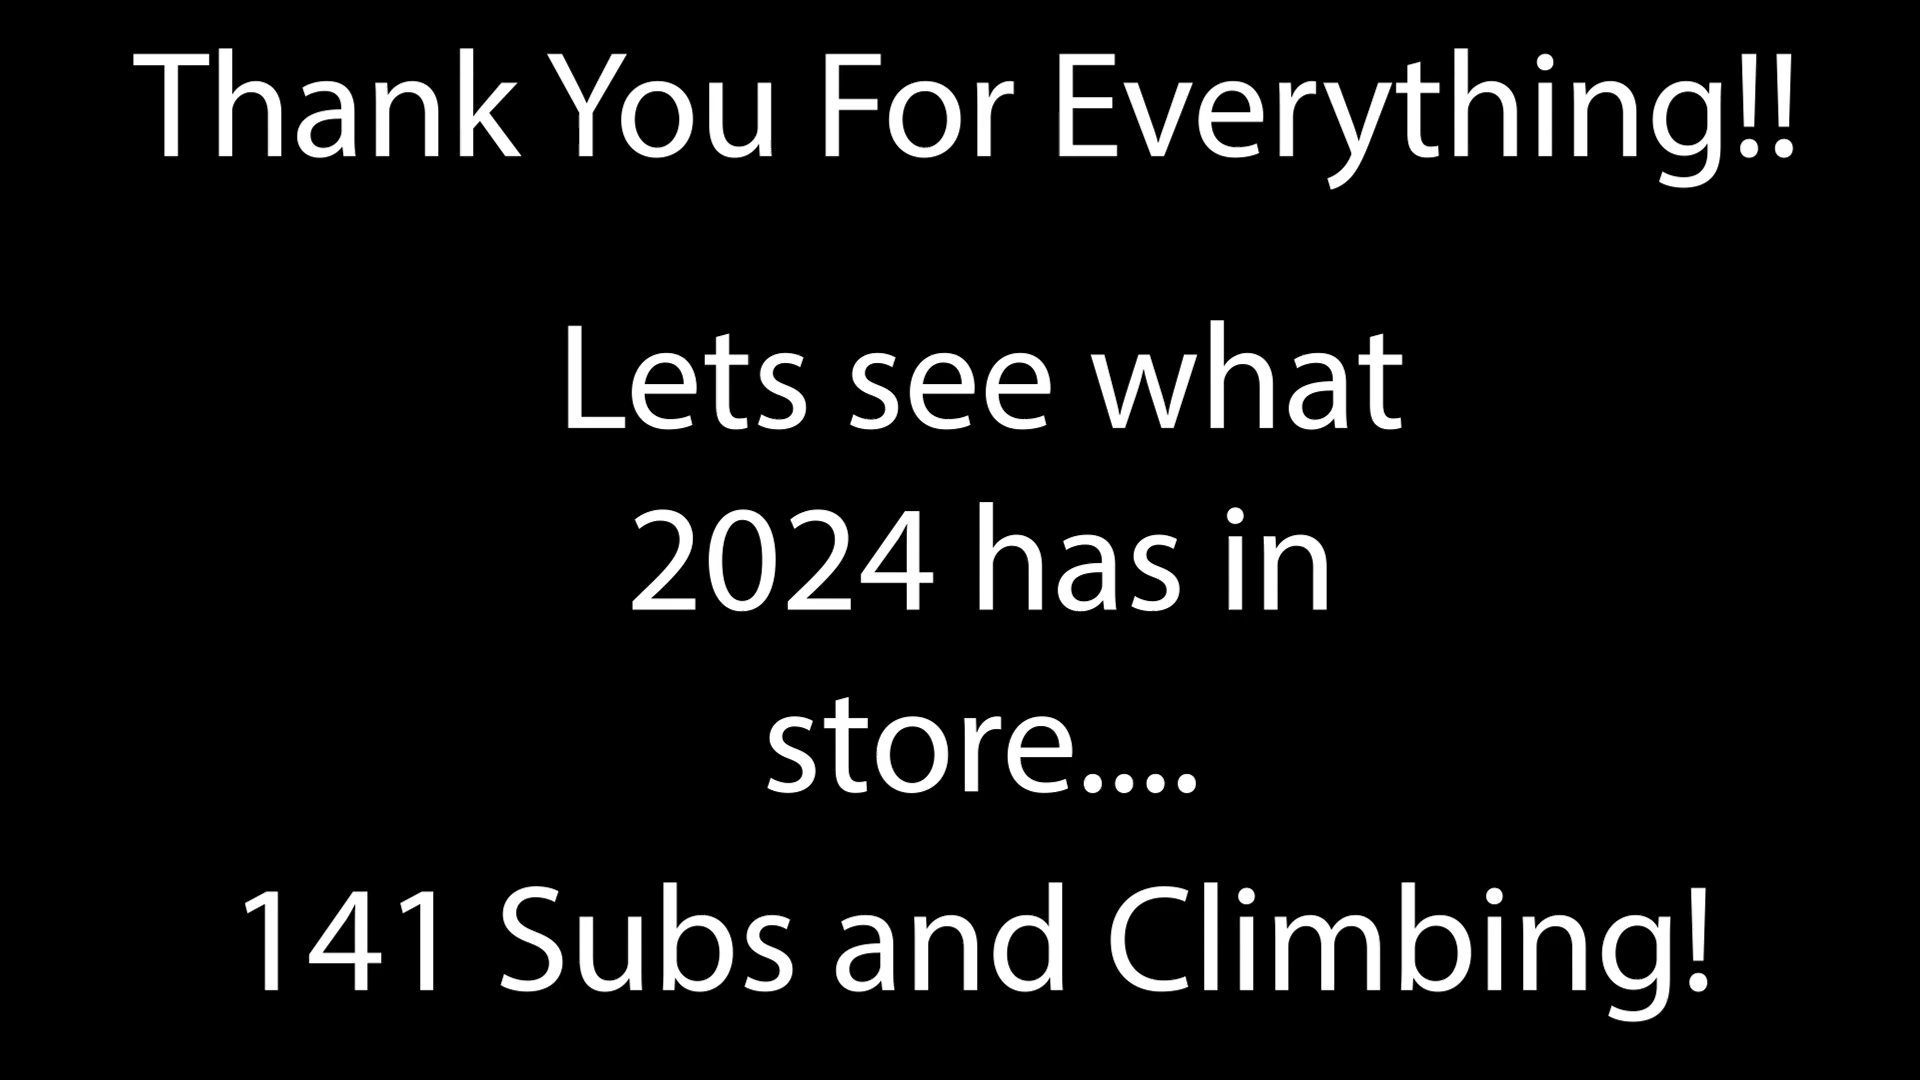 Thank You For Everything!!
Lets see what
2024 has in
store....
141 Subs and Climbing!